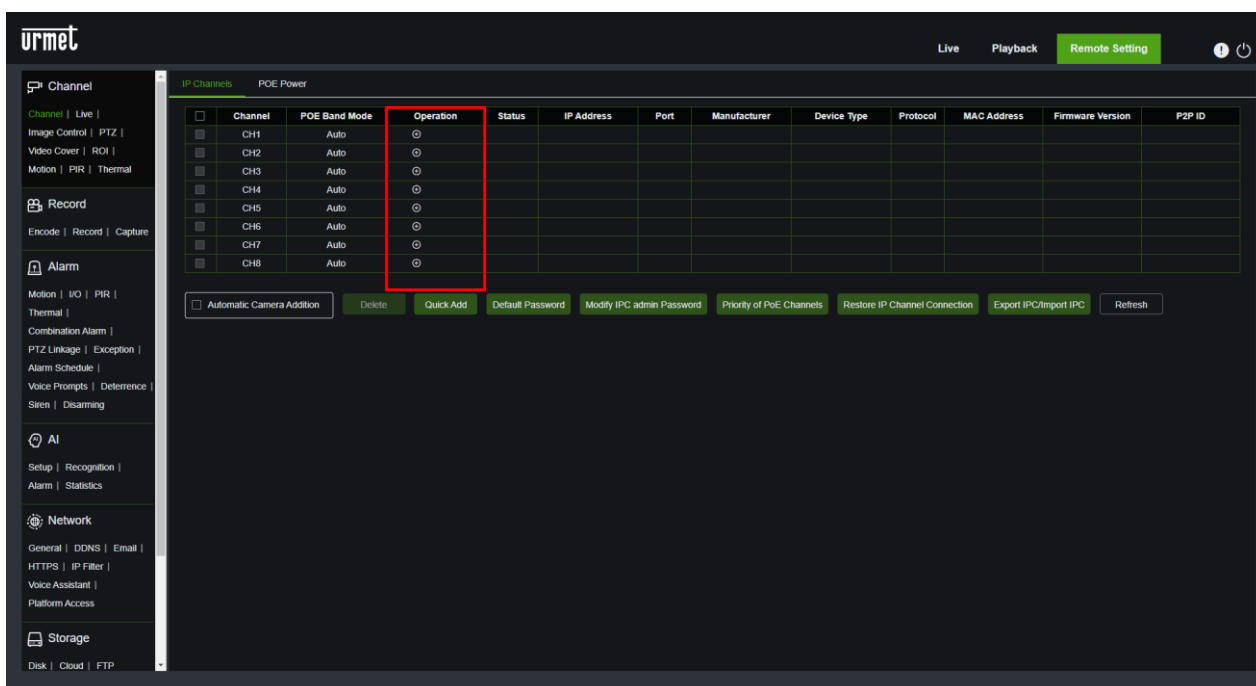 urmet
Live Playback Remote Setting
Channel
Channel | Live |
Image Control | PTZ |
Video Cover | ROI |
Motion | PIR | Thermal
Record
Encode | Record | Capture
Alarm
Motion | I/O | PIR |
Thermal |
Combination Alarm |
PTZ Linkage | Exception |
Alarm Schedule |
Voice Prompts | Deterrence |
Siren | Disarming
AI
Setup | Recognition |
Alarm | Statistics
Network
General | DDNS | Email |
HTTPS | IP Filter |
Voice Assistant |
Platform Access
Storage
Disk | Cloud | FTP
IP Channels POE Power
Channel POE Band Mode Operation Status IP Address Port Manufacturer Device Type Protocol MAC Address Firmware Version P2P ID
CH1 Auto
CH2 Auto
CH3 Auto
CH4 Auto
CH5 Auto
CH6 Auto
CH7 Auto
CH8 Auto
Automatic Camera Addition Delete Quick Add Default Password Modify IPC admin Password Priority of PoE Channels Restore IP Channel Connection Export IPC/Import IPC Refresh